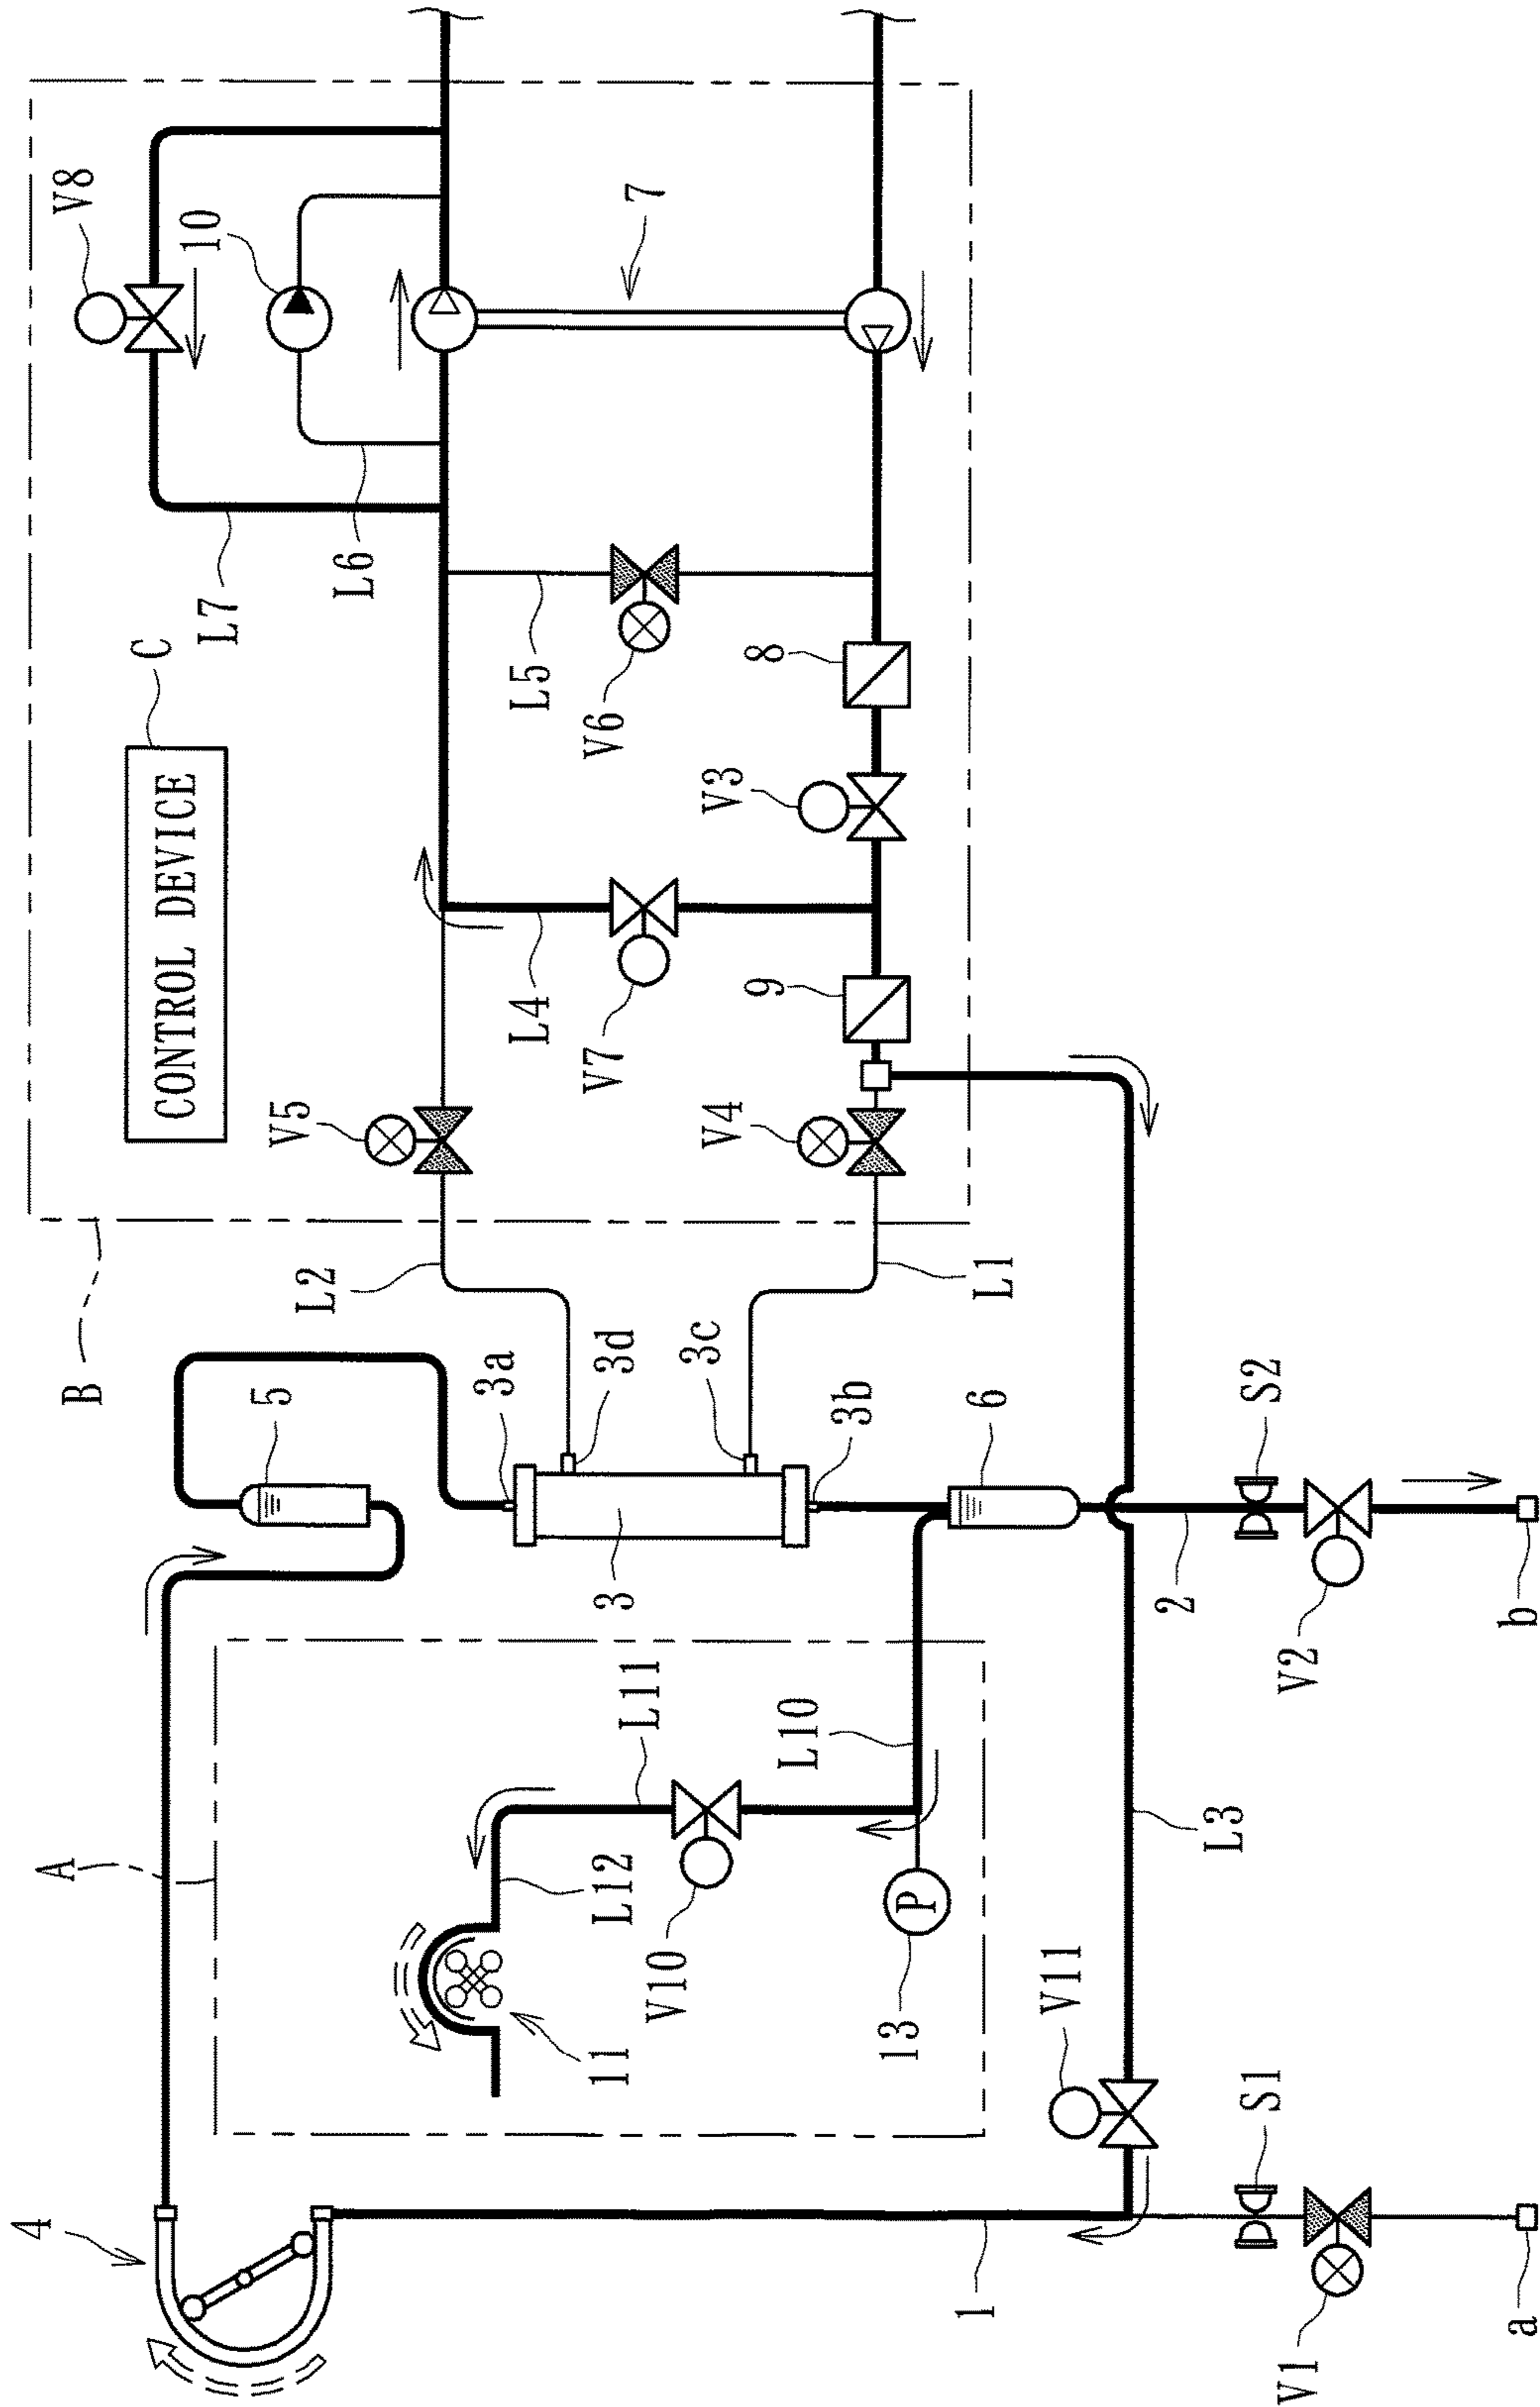 4
A
B
V8
C
CONTROL DEVICE
10
L7
5
V5
L2
L6
3a
L4
L5
11
L12
3
3d
V7
V6
L11
7
V10
3c
V4
V3
L10
9
8
3b
13
P
1
6
L1
V11
2
L3
S1
S2
V1
V2
a
b